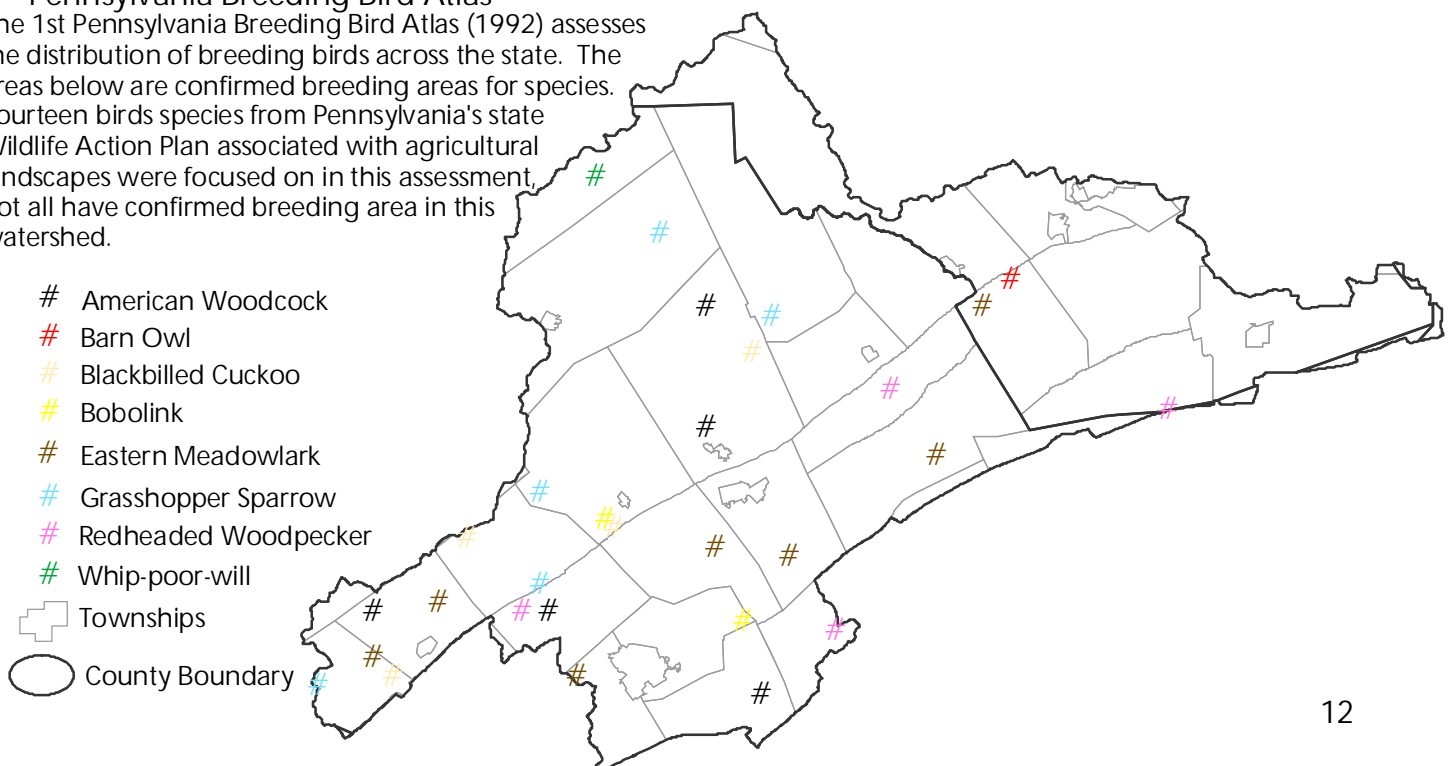 Pennsylvania Breeding Bird Atlas
he 1st Pennsylvania Breeding Bird Atlas (1992) assesses
he distribution of breeding birds across the state. The
reas below are confirmed breeding areas for species.
ourteen birds species from Pennsylvania's state
Wildlife Action Plan associated with agricultural
andscapes were focused on in this assessment,
ot all have confirmed breeding area in this
watershed.
# American Woodcock
# Barn Owl
# Blackbilled Cuckoo
# Bobolink
# Eastern Meadowlark
# Grasshopper Sparrow
# Redheaded Woodpecker
# Whip-poor-will
Townships
County Boundary
12